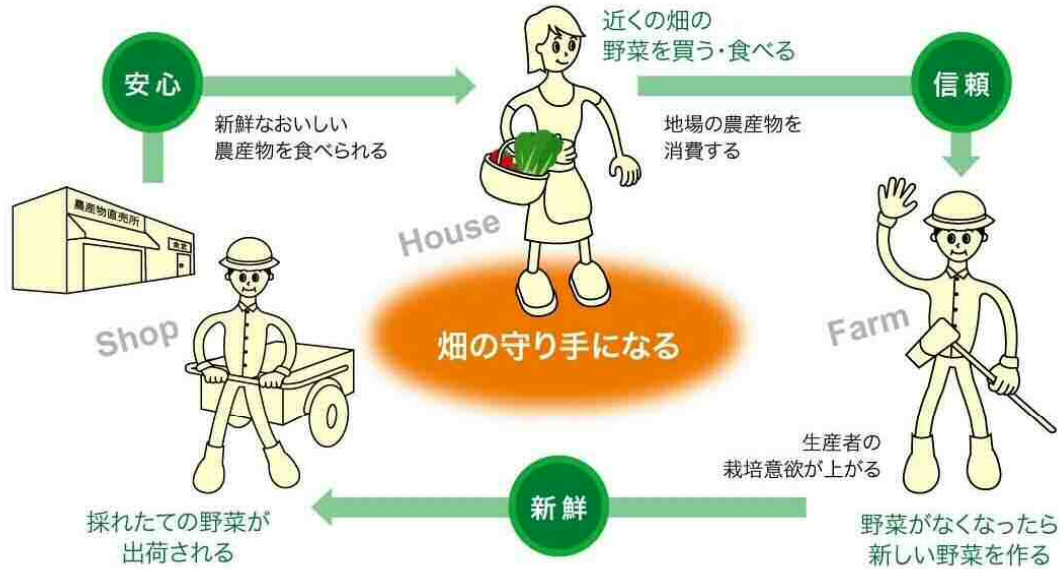 近くの畑の
野菜を買う・食べる
安心
信頼
新鮮なおいしい
農産物を食べられる
地場の農産物を
消費する
農産物直売所
House
Shop
Farm
畑の守り手になる
生産者の
栽培意欲が上がる
新鮮
採れたての野菜が
出荷される
野菜がなくなったら
新しい野菜を作る